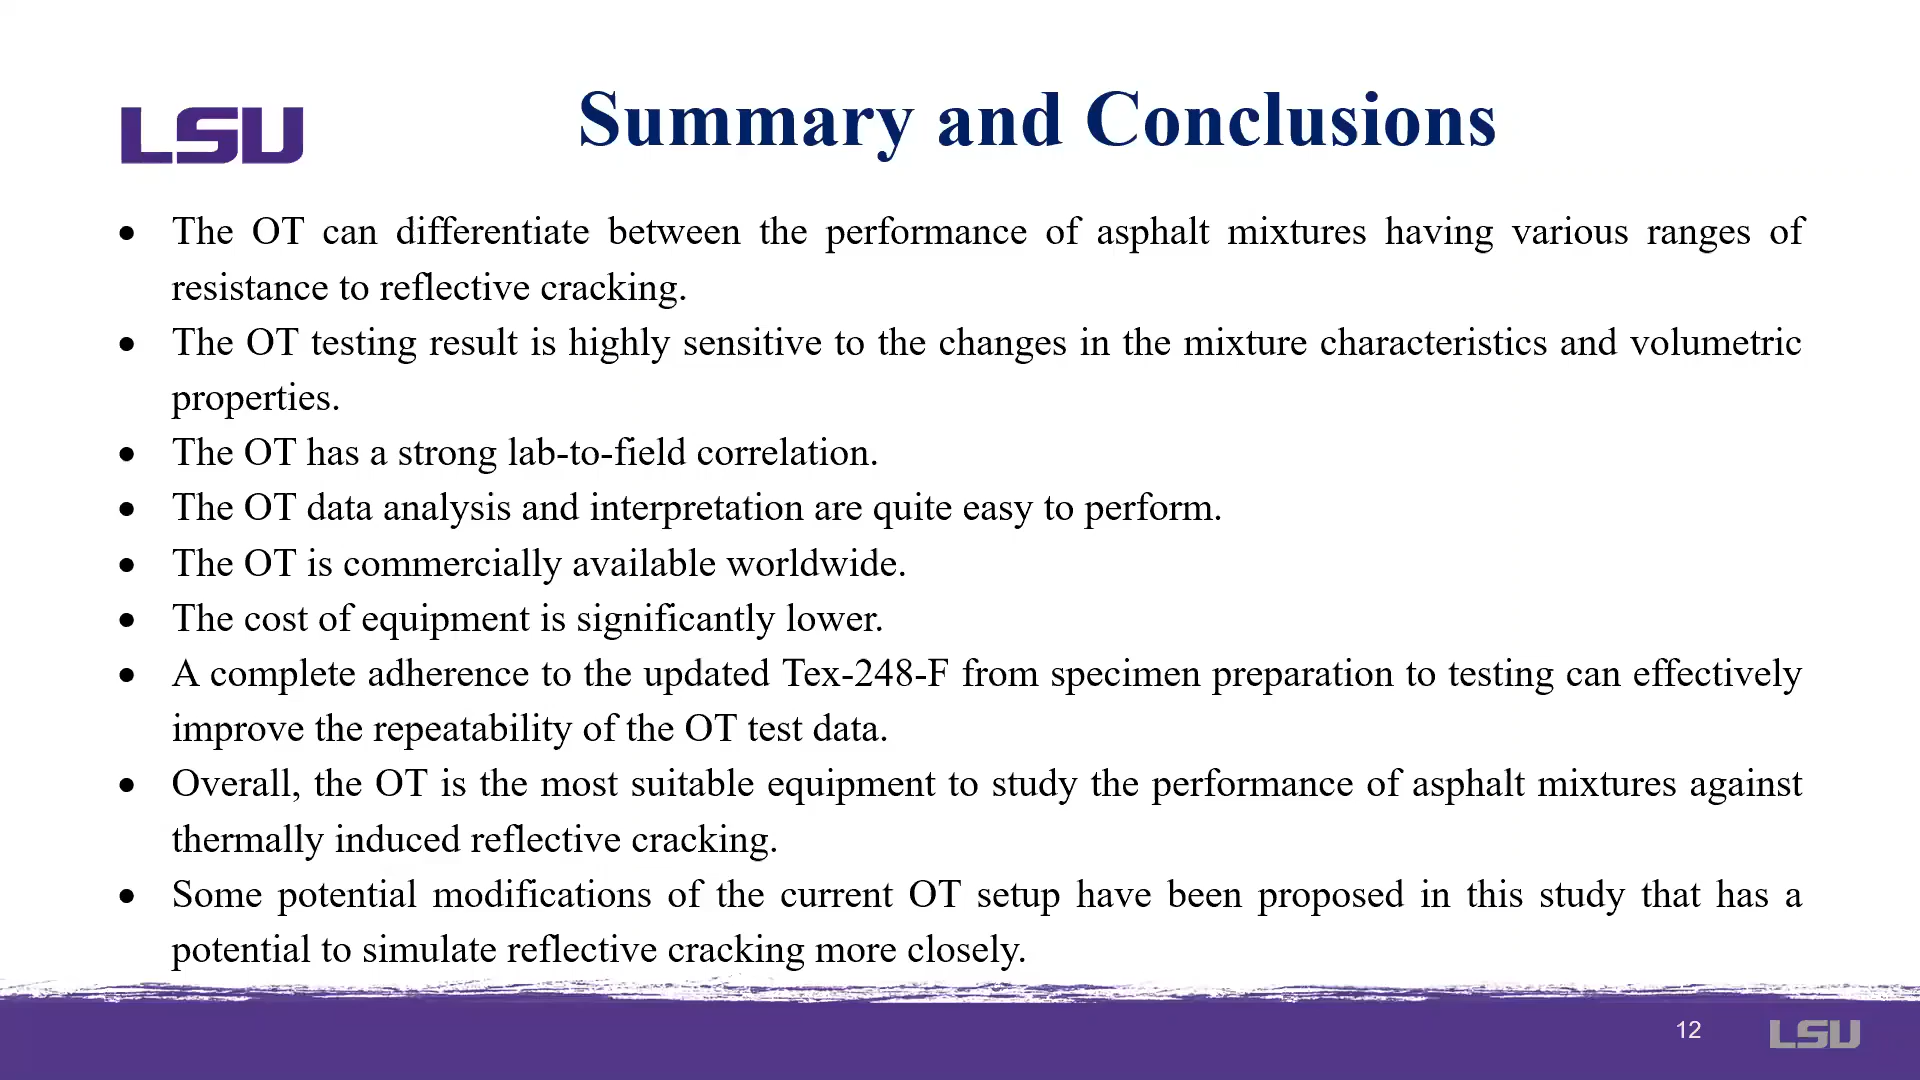 LSU
Summary and Conclusions
• The OT can differentiate between the performance of asphalt mixtures having various ranges of
resistance to reflective cracking.
• The OT testing result is highly sensitive to the changes in the mixture characteristics and volumetric
properties.
• The OT has a strong lab-to-field correlation.
• The OT data analysis and interpretation are quite easy to perform.
• The OT is commercially available worldwide.
• The cost of equipment is significantly lower.
• A complete adherence to the updated Tex-248-F from specimen preparation to testing can effectively
improve the repeatability of the OT test data.
• Overall, the OT is the most suitable equipment to study the performance of asphalt mixtures against
thermally induced reflective cracking.
• Some potential modifications of the current OT setup have been proposed in this study that has a
potential to simulate reflective cracking more closely.
12
LSU